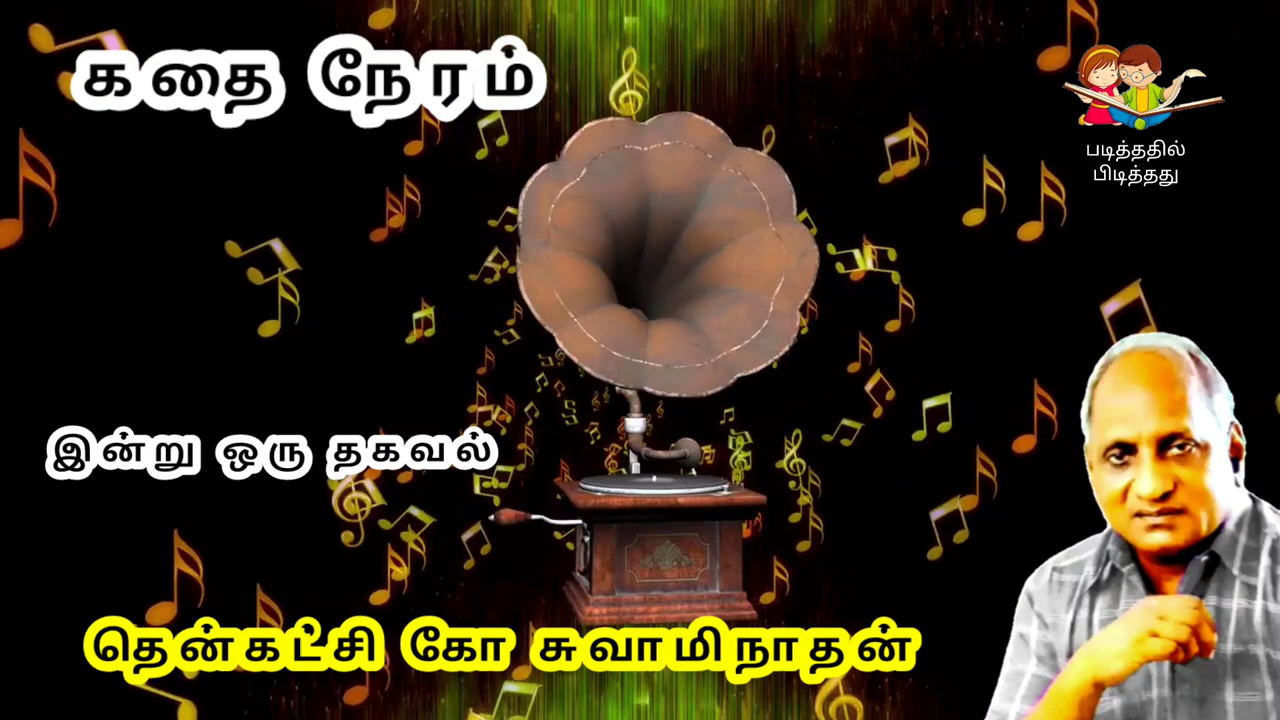 கதை நேரம்
படித்ததில்
பிடித்தது
இன்று ஒரு தகவல்
தென்கட்சி கோ சுவாமிநாதன்